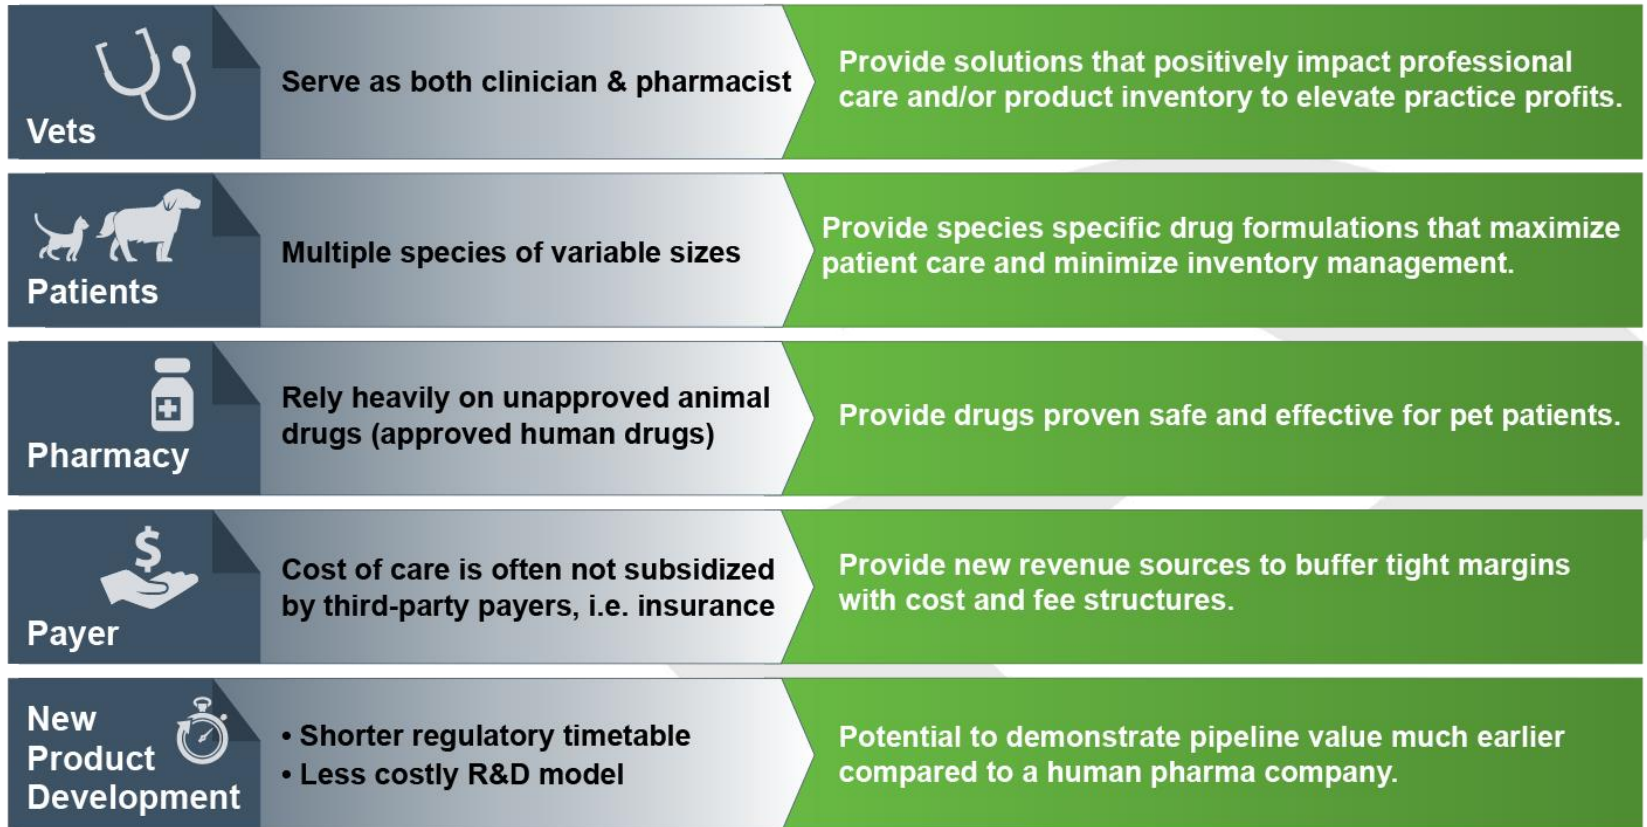 Vets
Serve as both clinician & pharmacist
Provide solutions that positively impact professional
care and/or product inventory to elevate practice profits.
Patients
Multiple species of variable sizes
Provide species specific drug formulations that maximize
patient care and minimize inventory management.
Pharmacy
Rely heavily on unapproved animal
drugs (approved human drugs)
Provide drugs proven safe and effective for pet patients.
$
Payer
Cost of care is often not subsidized
by third-party payers, i.e. insurance
Provide new revenue sources to buffer tight margins
with cost and fee structures.
New
Product
Development
• Shorter regulatory timetable
• Less costly R&D model
Potential to demonstrate pipeline value much earlier
compared to a human pharma company.